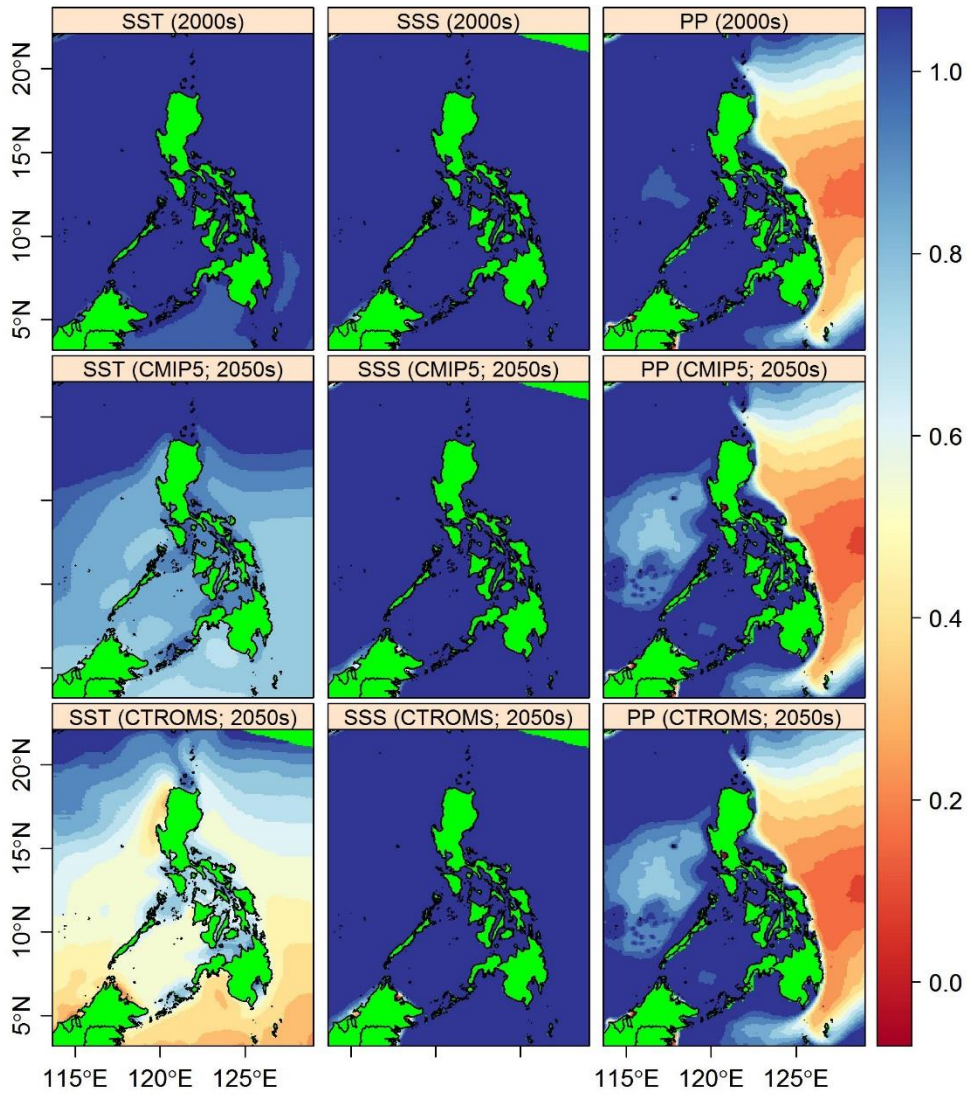 SST (2000s)
SSS (2000s)
PP (2000s)
20°N
15°N
10°N
5°N
SST (CMIP5; 2050s)
SSS (CMIP5; 2050s)
PP (CMIP5; 2050s)
SST (CTROMS; 2050s)
SSS (CTROMS; 2050s)
PP (CTROMS; 2050s)
20°N
15°N
10°N
5°N
115°E 120°E 125°E
115°E 120°E 125°E
1.0
0.8
0.6
0.4
0.2
0.0